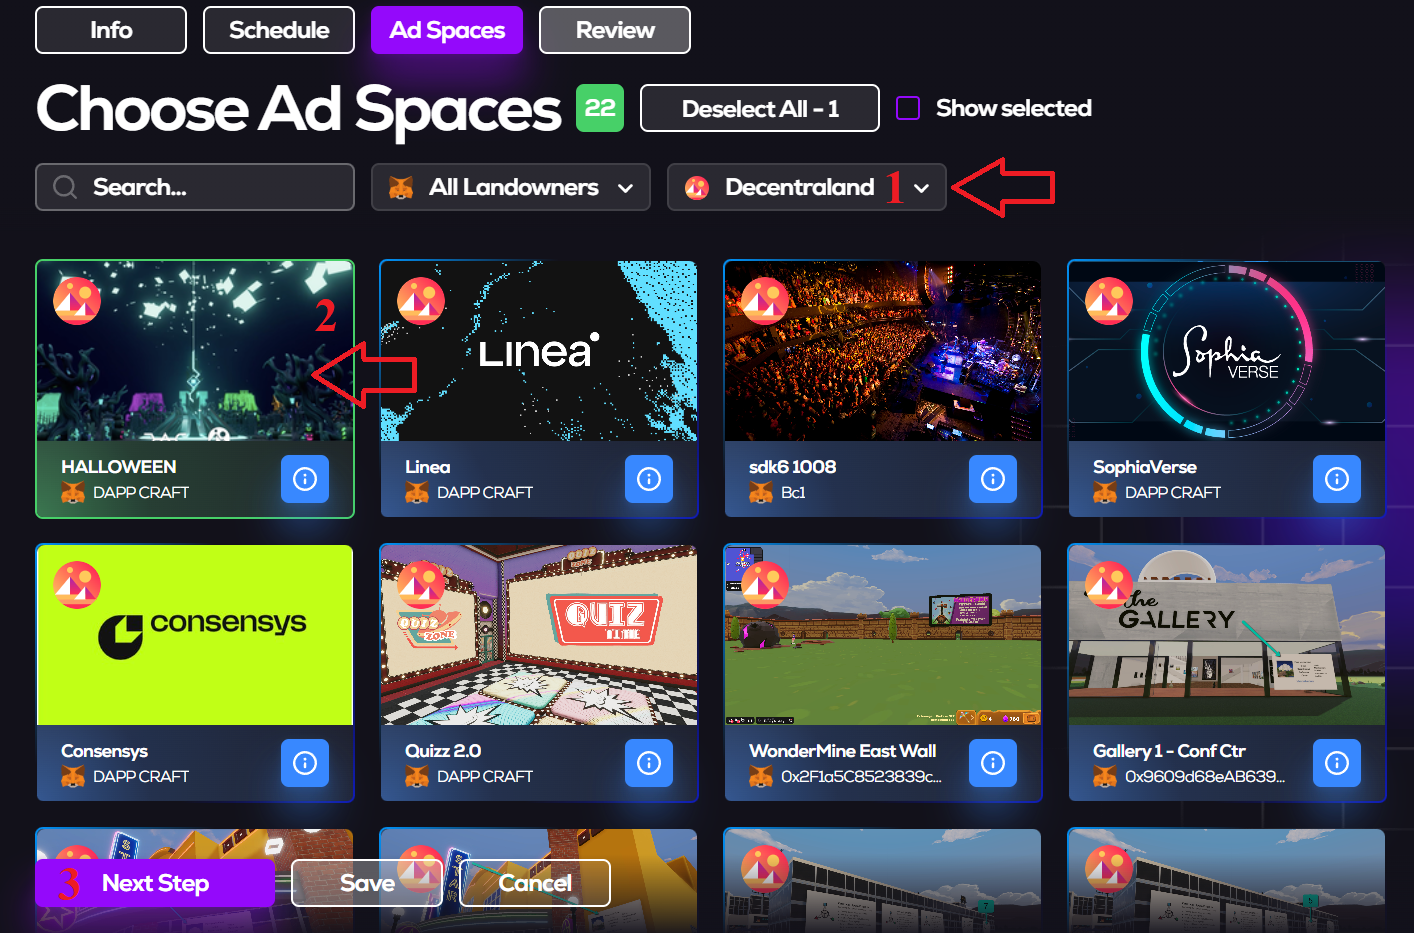 Info
Schedule
Ad Spaces
Review
Choose Ad Spaces
22
Deselect All - 1
Show selected
Search...
All Landowners
Decentraland
1
2
Linea
Sophia
VERSE
HALLOWEEN
DAPP CRAFT
Linea
DAPP CRAFT
sdk6 1008
Bc1
SophiaVerse
DAPP CRAFT
consensys
QUIZZ
ZONE
QUIZ
TIME
the
GALLERY
Consensys
DAPP CRAFT
Quizz 2.0
DAPP CRAFT
WonderMine East Wall
0x2F1a5C8523839c...
Gallery 1 - Conf Ctr
0x9609d68eAB639...
3
Next Step
Save
Cancel